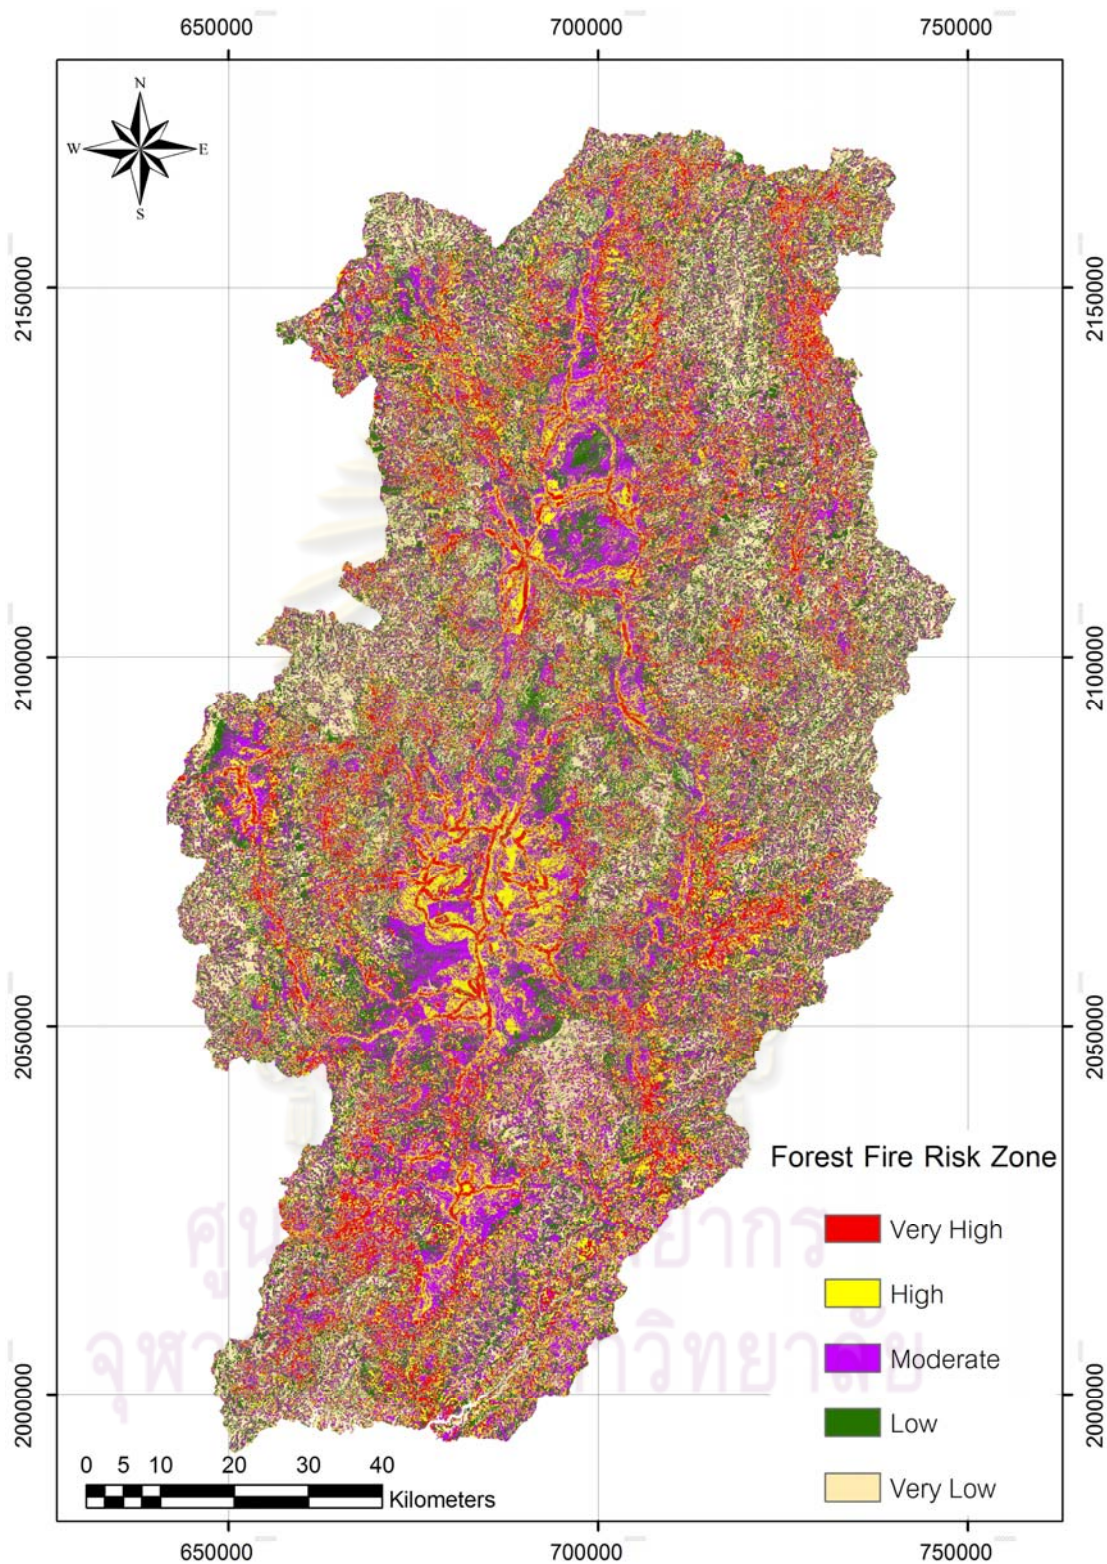 650000 700000 750000
N
W E
S
2150000 2150000
2100000 2100000
2050000 2050000
Forest Fire Risk Zone
Very High
High
Moderate
Low
Very Low
2000000 2000000
0 5 10 20 30 40
Kilometers
650000 700000 750000